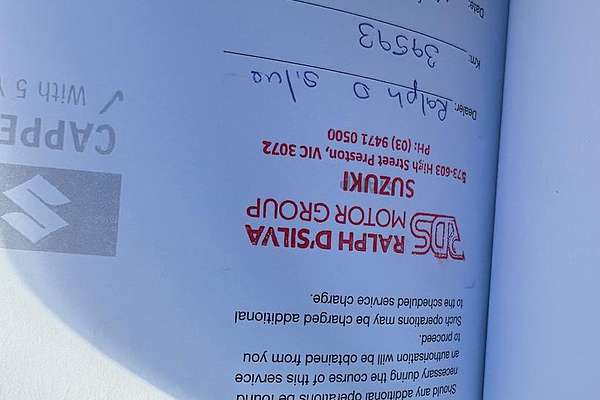 Should any additional operations be found
necessary during the course of this service
an authorisation will be obtained from you
to proceed.
Such operations may be charged additional
to the scheduled service charge.
RDS RALPH D'SILVA
MOTOR GROUP
SUZUKI
573-603 High Street Preston, VIC 3072
PH: (03) 9471 0500
Dealer: Ralph D Silva
Km: 39593
Date:
CAPPE
✓ With 5 Y